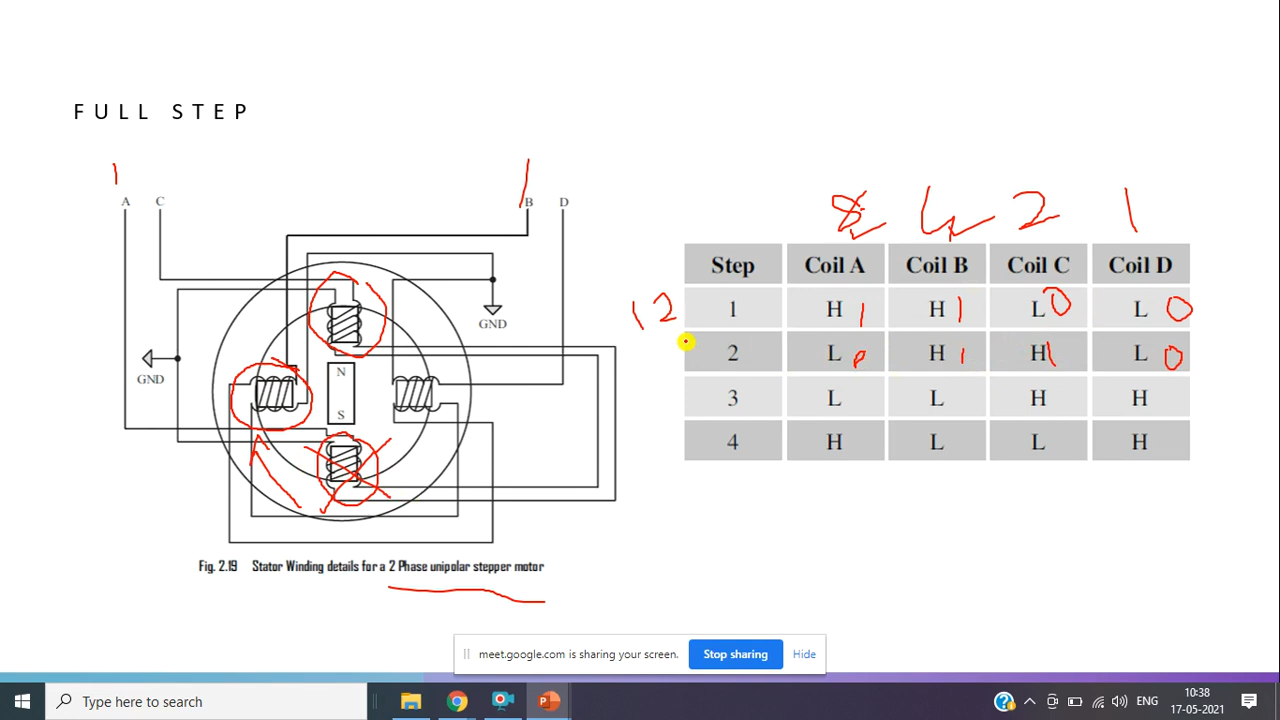 FULL STEP
1 1
A C B D
8 4 2 1
Step Coil A Coil B Coil C Coil D
12 1 H 1 H 1 L 0 L 0
2 L 0 H 1 H 1 L 0
3 L L H H
4 H L L H
GND
GND
N
S
Fig. 2.19 Stator Winding details for a 2 Phase unipolar stepper motor
meet.google.com is sharing your screen. Stop sharing Hide
Type here to search
ENG
10:38
17-05-2021